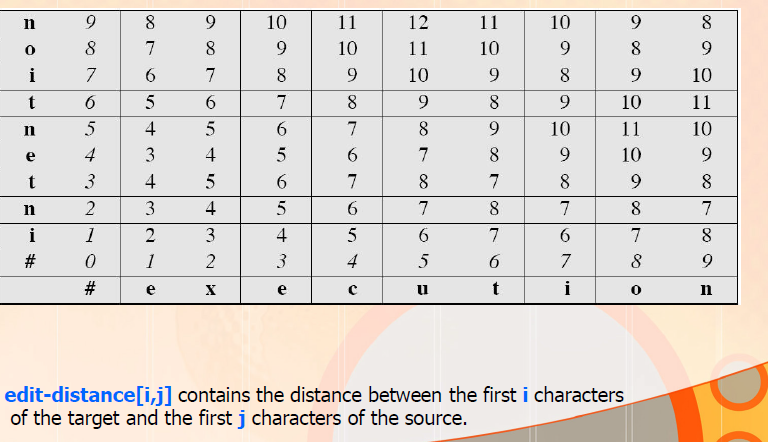 n 9 8 9 10 11 12 11 10 9 8
o 8 7 8 9 10 11 10 9 8 9
i 7 6 7 8 9 10 9 8 9 10
t 6 5 6 7 8 9 8 9 10 11
n 5 4 5 6 7 8 9 10 11 10
e 4 3 4 5 6 7 8 9 10 9
t 3 4 5 6 7 8 7 8 9 8
n 2 3 4 5 6 7 8 7 8 7
i 1 2 3 4 5 6 7 6 7 8
# 0 1 2 3 4 5 6 7 8 9
# e x e c u t i o n
edit-distance[i,j] contains the distance between the first i characters
of the target and the first j characters of the source.